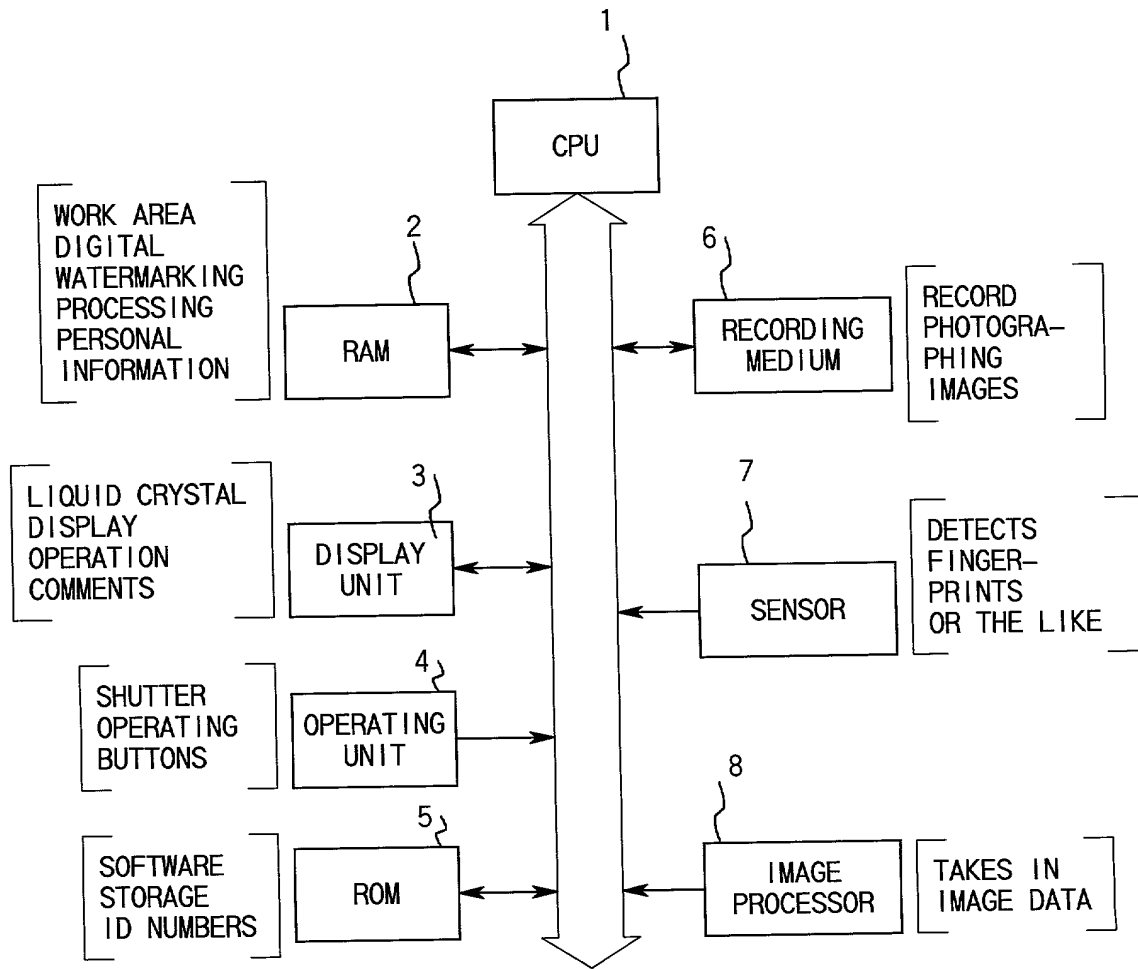 1
CPU
WORK AREA
DIGITAL
WATERMARKING
PROCESSING
PERSONAL
INFORMATION
2
RAM
6
RECORDING
MEDIUM
RECORD
PHOTOGRA-
PHING
IMAGES
LIQUID CRYSTAL
DISPLAY
OPERATION
COMMENTS
3
DISPLAY
UNIT
7
SENSOR
DETECTS
FINGER-
PRINTS
OR THE LIKE
SHUTTER
OPERATING
BUTTONS
4
OPERATING
UNIT
SOFTWARE
STORAGE
ID NUMBERS
5
ROM
8
IMAGE
PROCESSOR
TAKES IN
IMAGE DATA